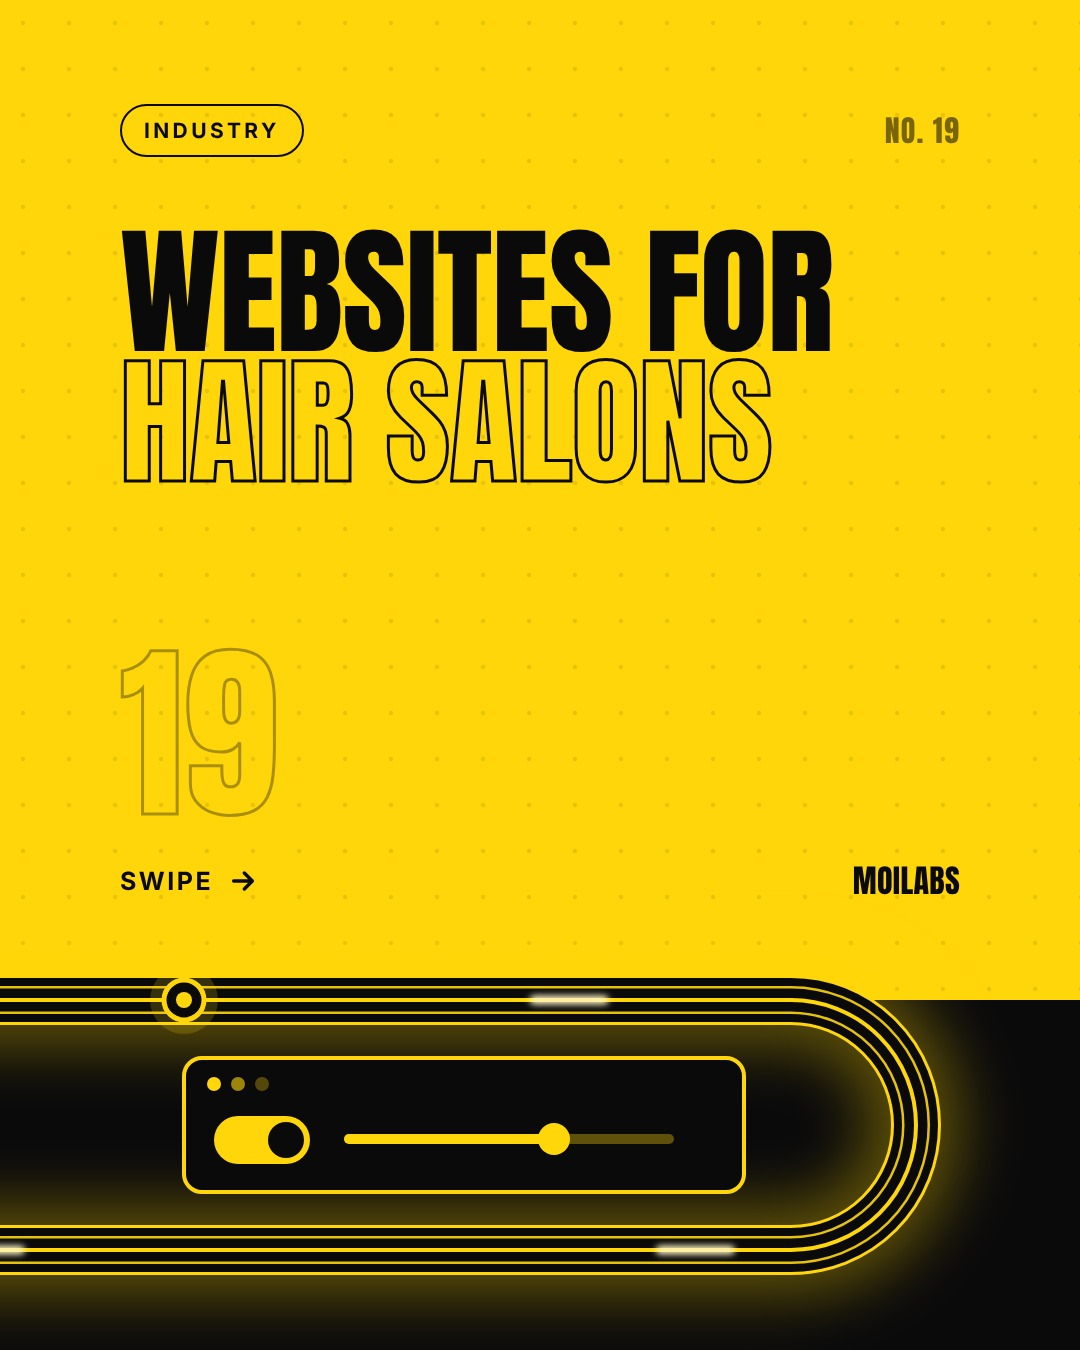 INDUSTRY
NO. 19
WEBSITES FOR
HAIR SALONS
19
SWIPE →
MOILABS